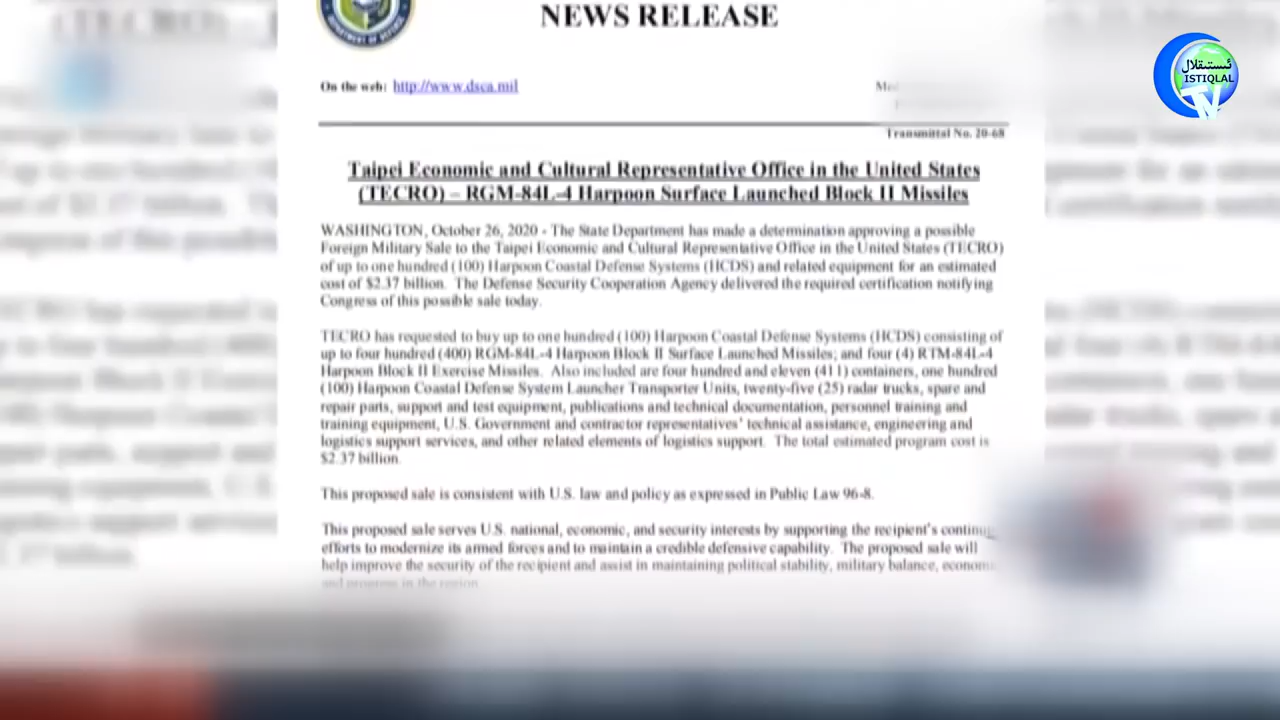 NEWS RELEASE
ئىستىقلال
ISTIQLAL
TV
On the web: http://www.dsca.mil
Transmittal No. 20-68
Taipei Economic and Cultural Representative Office in the United States
(TECRO) – RGM-84L-4 Harpoon Surface Launched Block II Missiles
WASHINGTON, October 26, 2020 - The State Department has made a determination approving a possible
Foreign Military Sale to the Taipei Economic and Cultural Representative Office in the United States (TECRO)
of up to one hundred (100) Harpoon Coastal Defense Systems (HCDS) and related equipment for an estimated
cost of $2.37 billion. The Defense Security Cooperation Agency delivered the required certification notifying
Congress of this possible sale today.
TECRO has requested to buy up to one hundred (100) Harpoon Coastal Defense Systems (HCDS) consisting of
up to four hundred (400) RGM-84L-4 Harpoon Block II Surface Launched Missiles; and four (4) RTM-84L-4
Harpoon Block II Exercise Missiles. Also included are four hundred and eleven (411) containers, one hundred
(100) Harpoon Coastal Defense System Launcher Transporter Units, twenty-five (25) radar trucks, spare and
repair parts, support and test equipment, publications and technical documentation, personnel training and
training equipment, U.S. Government and contractor representatives' technical assistance, engineering and
logistics support services, and other related elements of logistics support. The total estimated program cost is
$2.37 billion.
This proposed sale is consistent with U.S. law and policy as expressed in Public Law 96-8.
This proposed sale serves U.S. national, economic, and security interests by supporting the recipient's
efforts to modernize its armed forces and to maintain a credible defensive capability. The proposed sale will
help improve the security of the recipient and assist in maintaining political stability, military balance,
and progress in the region